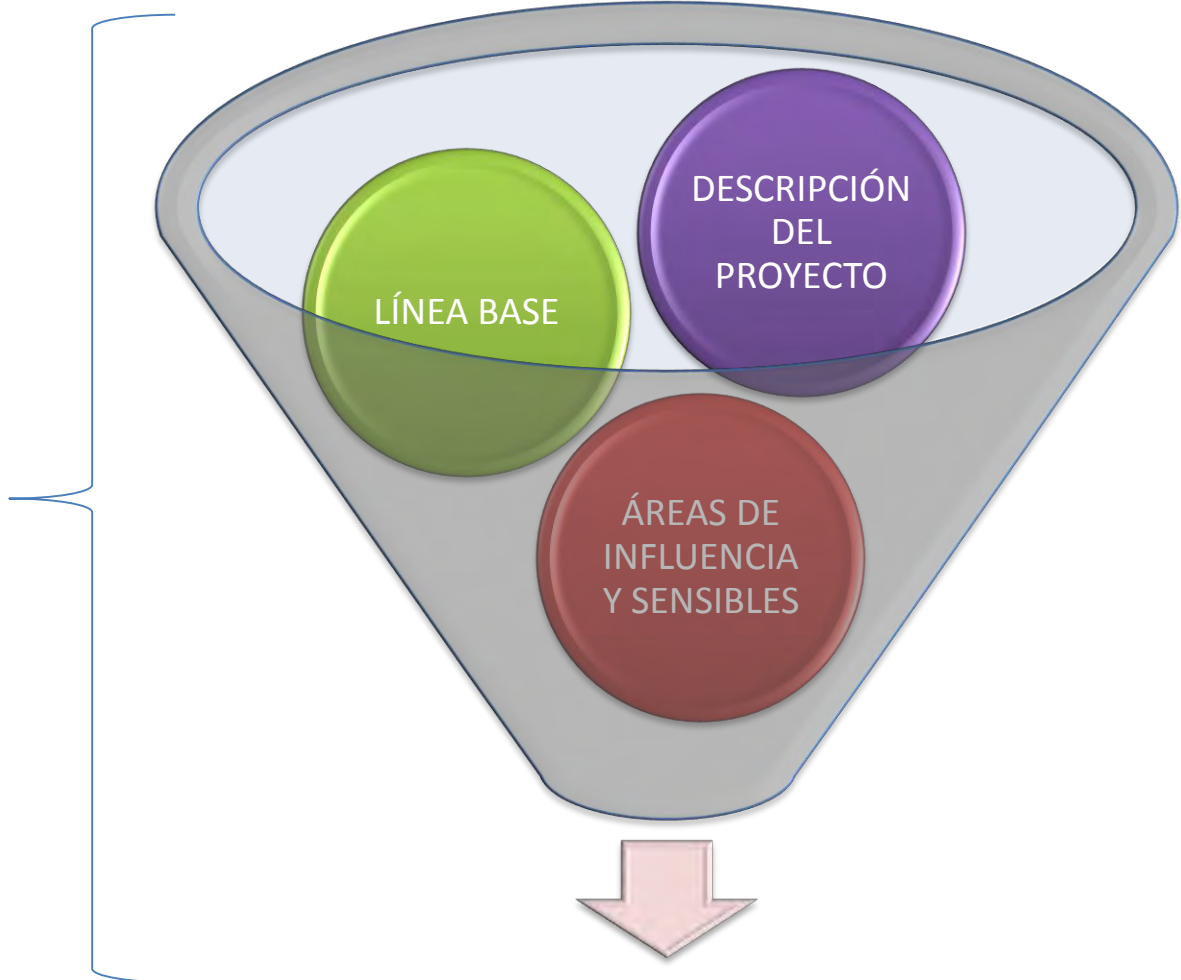 DESCRIPCIÓN
DEL
PROYECTO
LÍNEA BASE
ÁREAS DE
INFLUENCIA
Y SENSIBLES